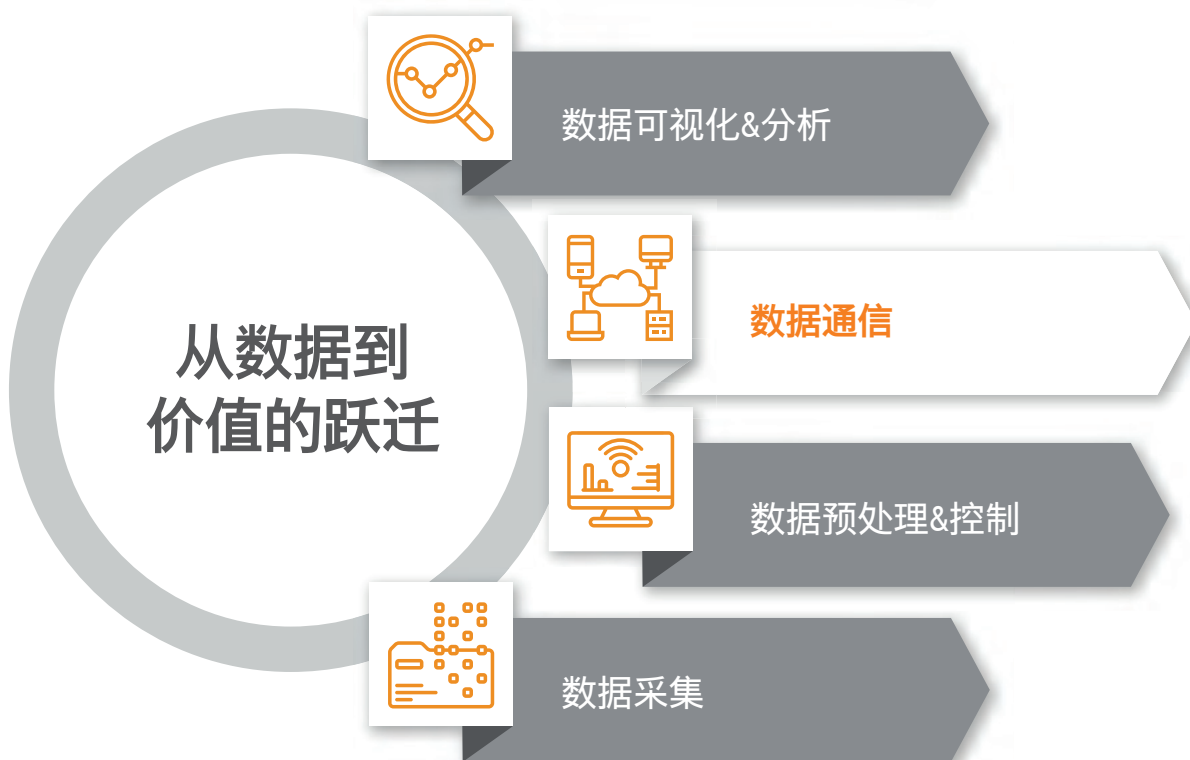 数据可视化&分析
数据通信
从数据到
价值的跃迁
数据预处理&控制
数据采集